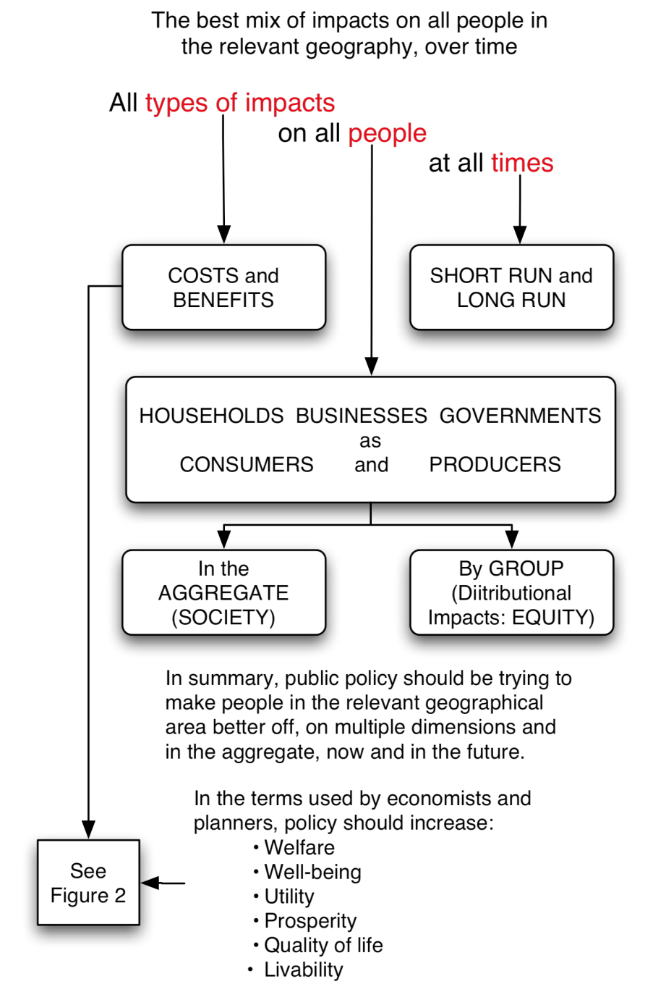 The best mix of impacts on all people in
the relevant geography, over time
All types of impacts
on all people
at all times
COSTS and
BENEFITS
SHORT RUN and
LONG RUN
HOUSEHOLDS BUSINESSES GOVERNMENTS
as
CONSUMERS and PRODUCERS
In the
AGGREGATE
(SOCIETY)
By GROUP
(Diitributional
Impacts: EQUITY)
In summary, public policy should be trying to
make people in the relevant geographical
area better off, on multiple dimensions and
in the aggregate, now and in the future.
In the terms used by economists and
planners, policy should increase:
• Welfare
• Well-being
• Utility
• Prosperity
• Quality of life
• Livability
See
Figure 2